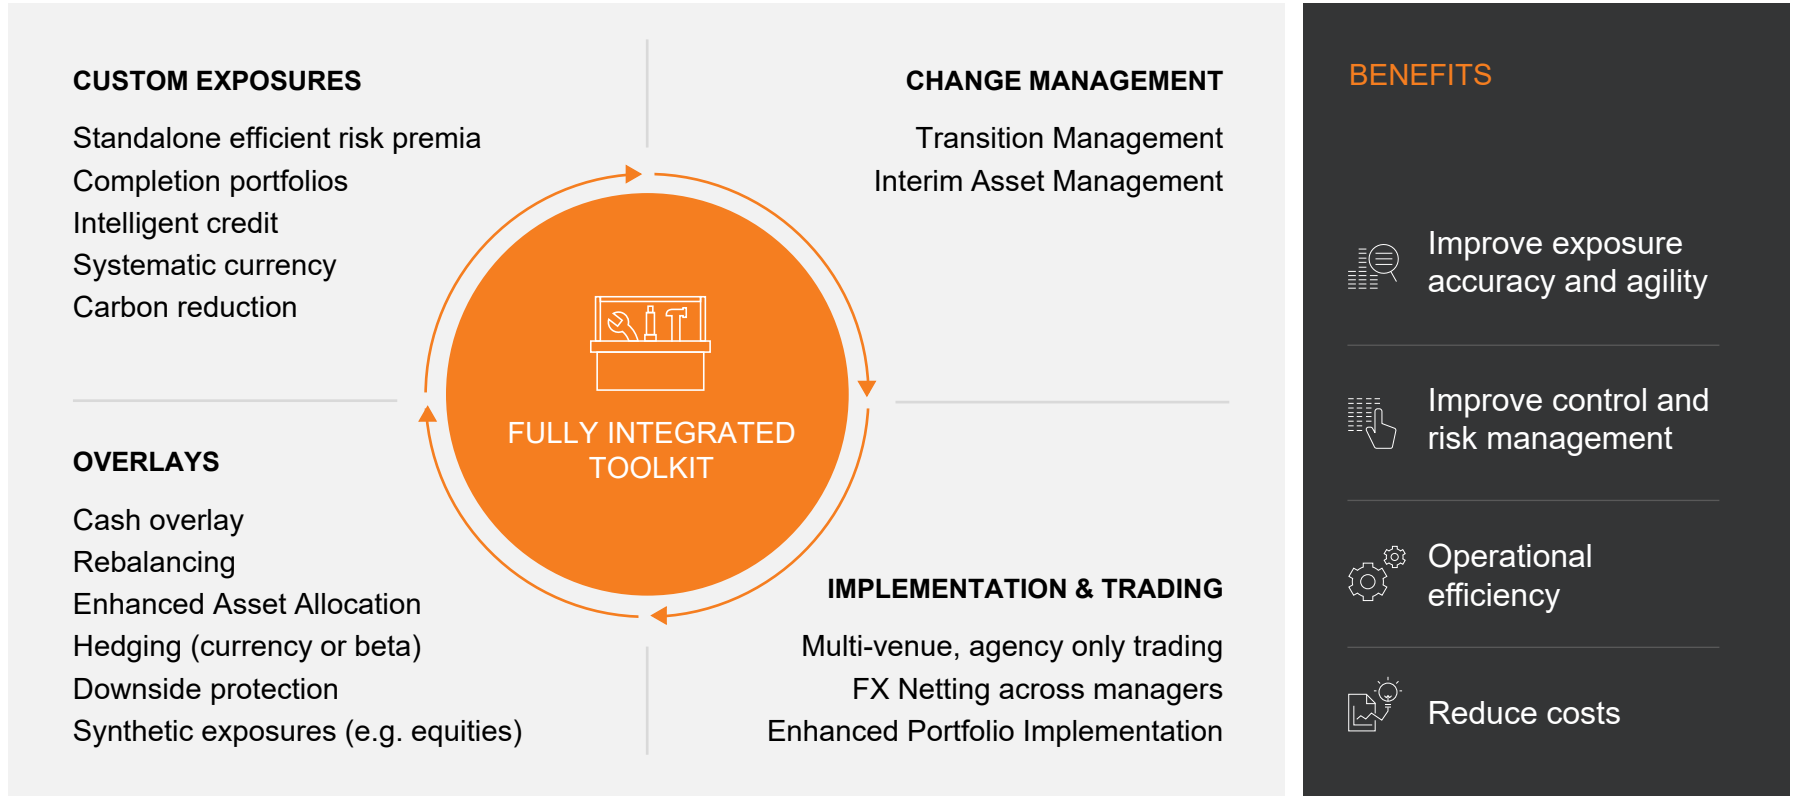 CUSTOM EXPOSURES
Standalone efficient risk premia
Completion portfolios
Intelligent credit
Systematic currency
Carbon reduction
CHANGE MANAGEMENT
Transition Management
Interim Asset Management
FULLY INTEGRATED
TOOLKIT
OVERLAYS
Cash overlay
Rebalancing
Enhanced Asset Allocation
Hedging (currency or beta)
Downside protection
Synthetic exposures (e.g. equities)
IMPLEMENTATION & TRADING
Multi-venue, agency only trading
FX Netting across managers
Enhanced Portfolio Implementation
BENEFITS
Improve exposure
accuracy and agility
Improve control and
risk management
Operational
efficiency
Reduce costs